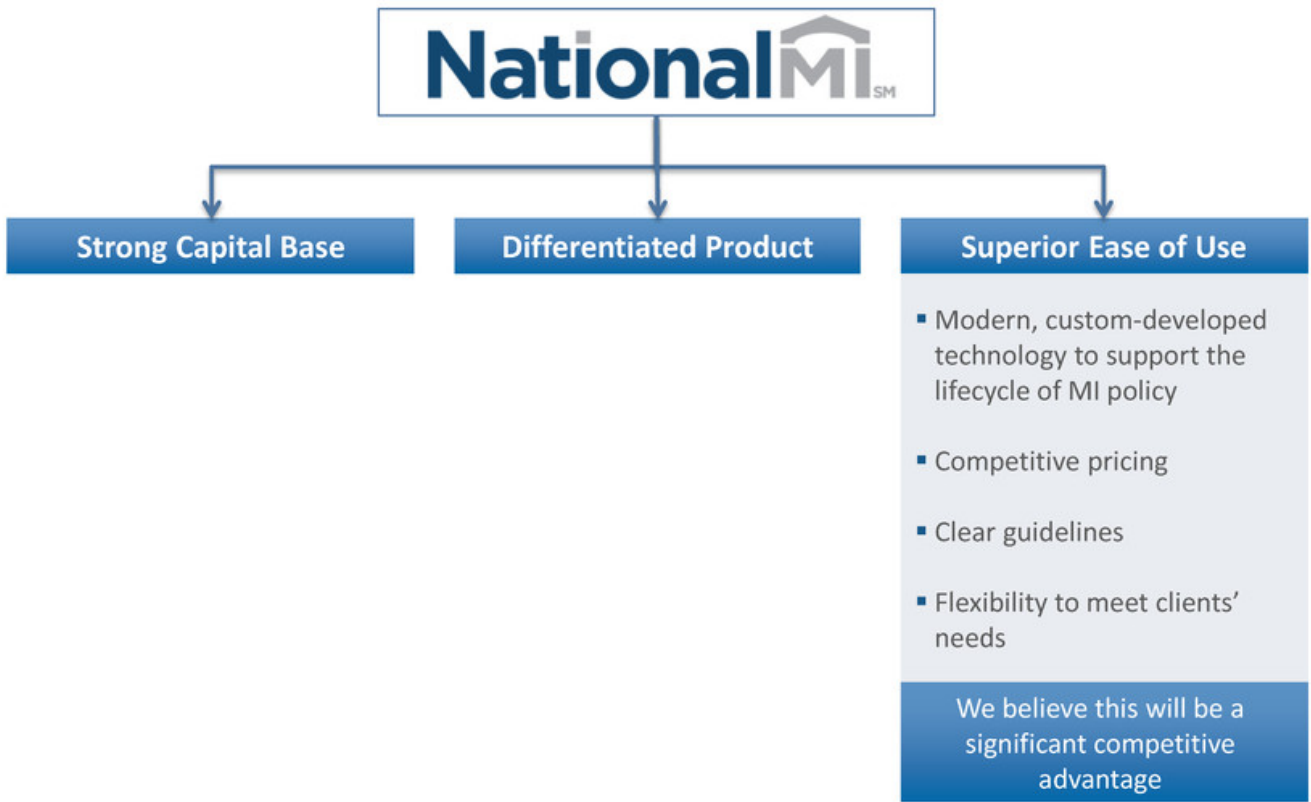 NationalMI SM
Strong Capital Base
Differentiated Product
Superior Ease of Use
▪ Modern, custom-developed
technology to support the
lifecycle of MI policy
▪ Competitive pricing
▪ Clear guidelines
▪ Flexibility to meet clients’
needs
We believe this will be a
significant competitive
advantage